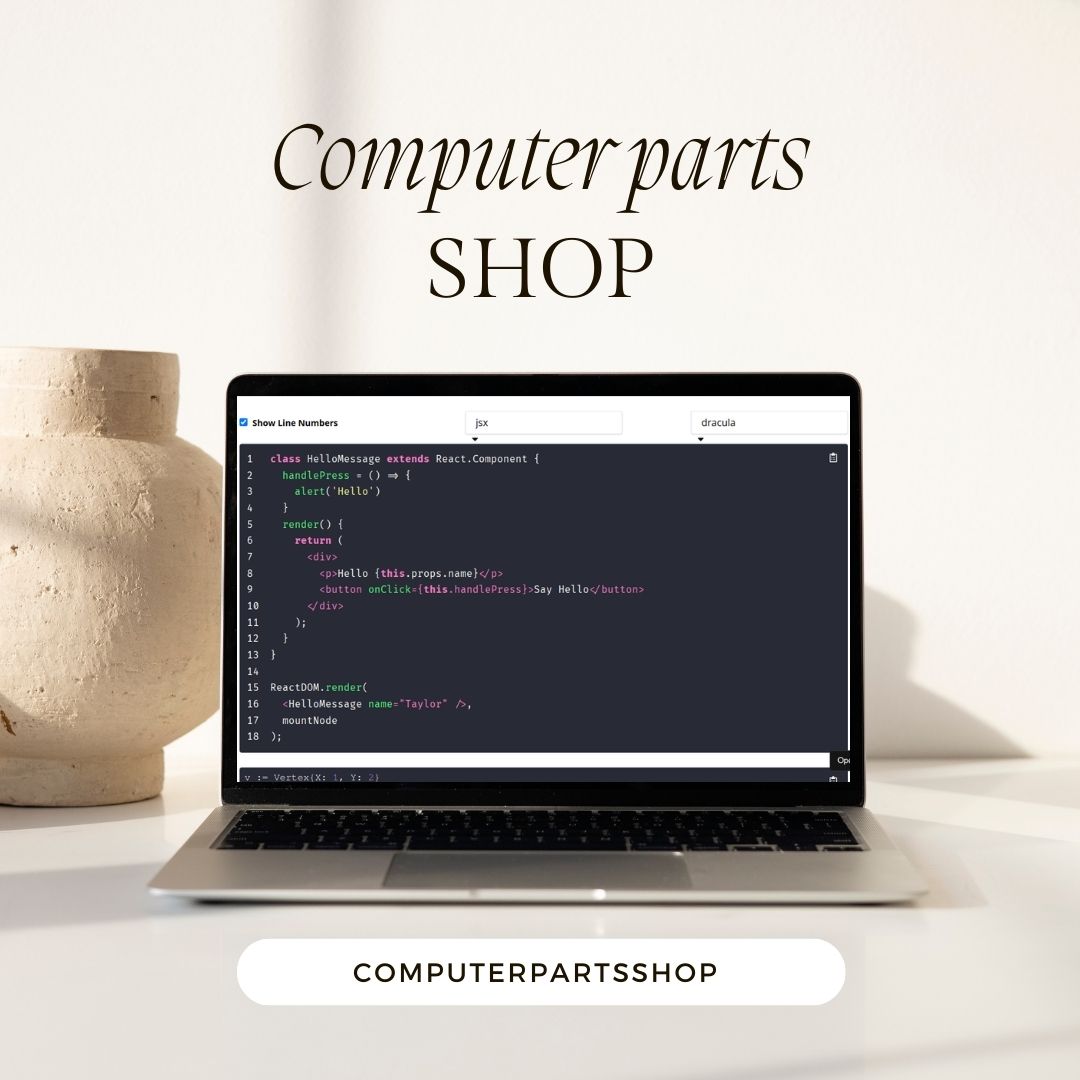 Computer parts
SHOP
Show Line Numbers
jsx
dracula
1 class HelloMessage extends React.Component {
2   handlePress = () => {
3     alert('Hello')
4   }
5   render() {
6     return (
7       <div>
8         <p>Hello {this.props.name}</p>
9         <button onClick={this.handlePress}>Say Hello</button>
10       </div>
11     );
12   }
13 }
14
15 ReactDOM.render(
16   <HelloMessage name="Taylor" />,
17   mountNode
18 );
v := Vertex{X: 1, Y: 2}
COMPUTERPARTSSHOP